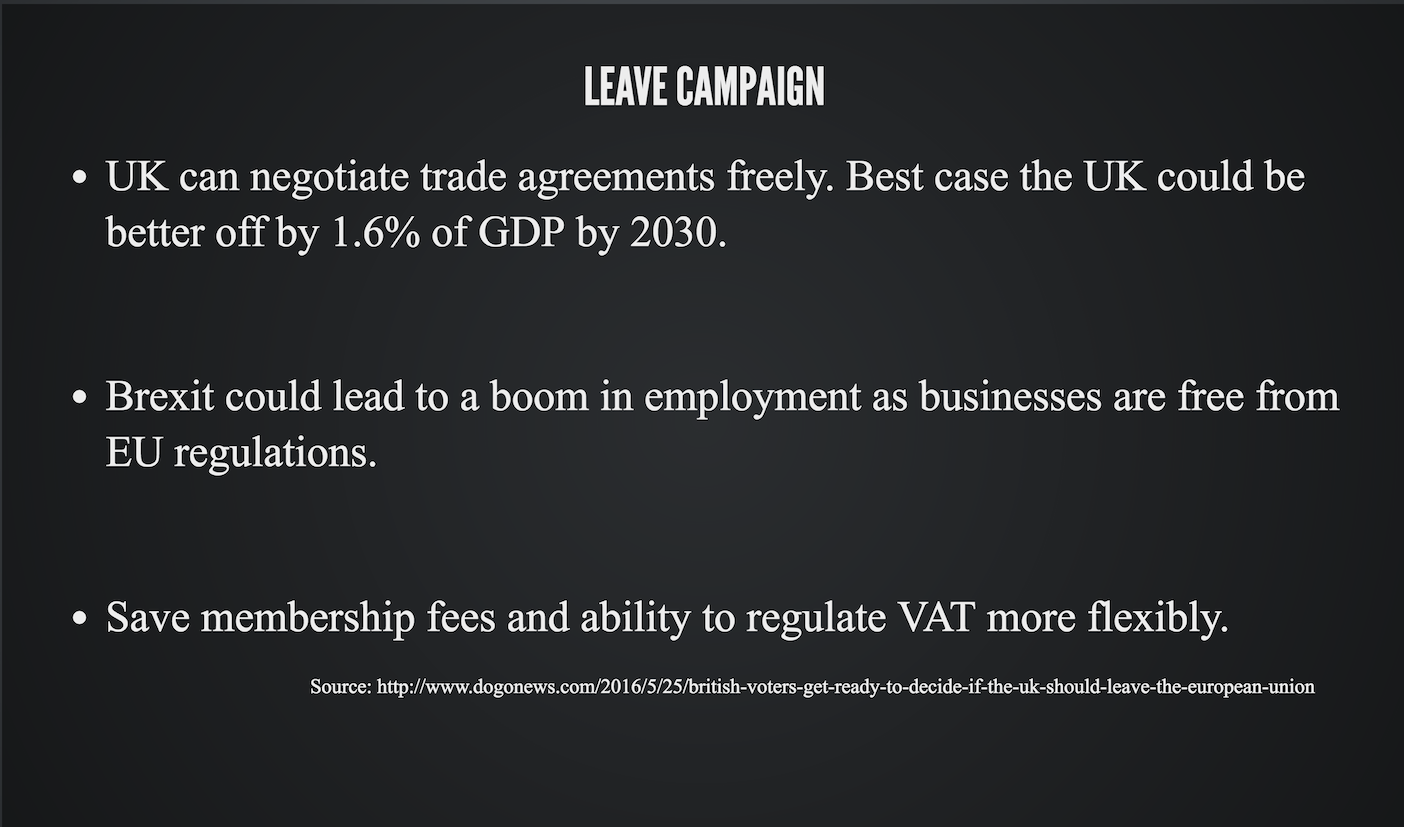 LEAVE CAMPAIGN
• UK can negotiate trade agreements freely. Best case the UK could be
better off by 1.6% of GDP by 2030.
• Brexit could lead to a boom in employment as businesses are free from
EU regulations.
• Save membership fees and ability to regulate VAT more flexibly.
Source: http://www.dogonews.com/2016/5/25/british-voters-get-ready-to-decide-if-the-uk-should-leave-the-european-union